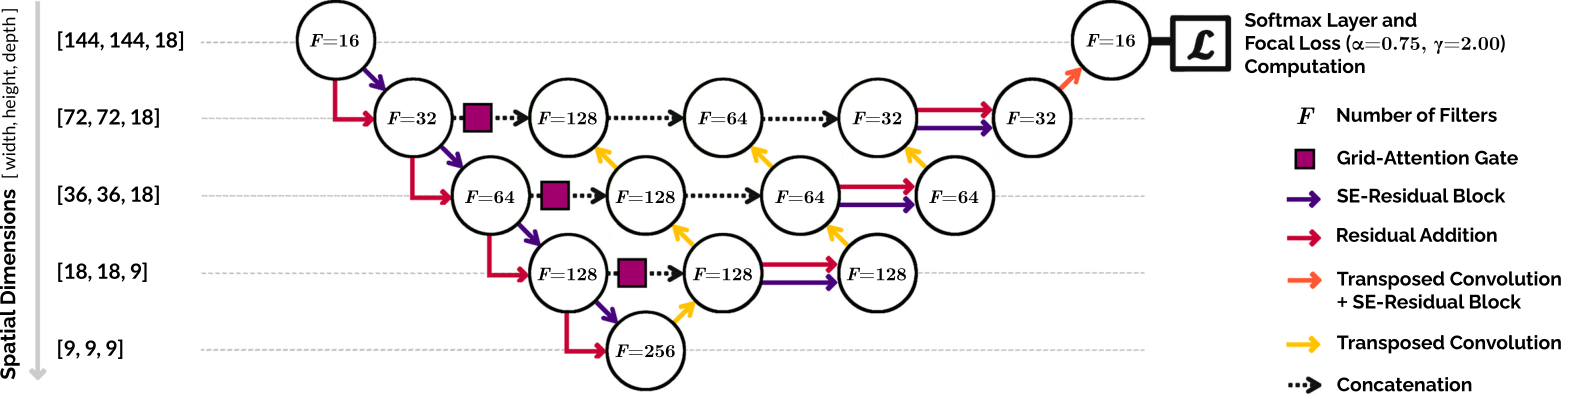 Spatial Dimensions [ width, height, depth ]
[144, 144, 18]
F=16
F=16
ℒ
Softmax Layer and
Focal Loss (α=0.75, γ=2.00)
Computation
[72, 72, 18]
F=32
F=128
F=64
F=32
F=32
[36, 36, 18]
F=64
F=128
F=64
F=64
[18, 18, 9]
F=128
F=128
F=128
[9, 9, 9]
F=256
F Number of Filters
Grid-Attention Gate
SE-Residual Block
Residual Addition
Transposed Convolution
+ SE-Residual Block
Transposed Convolution
Concatenation